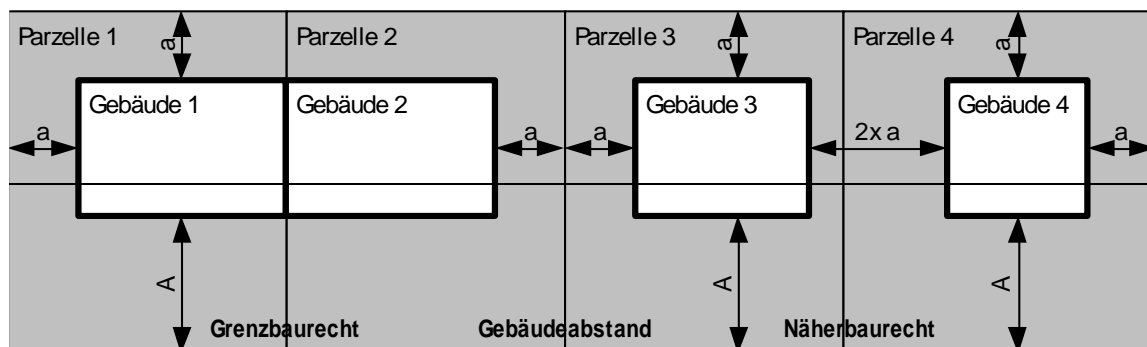 Parzelle 1
a
Parzelle 2
Parzelle 3
a
Parzelle 4
a
Gebäude 1
Gebäude 2
Gebäude 3
Gebäude 4
a
a
a
2x a
a
A
A
A
Grenzbaurecht
Gebäudeabstand
Näherbaurecht